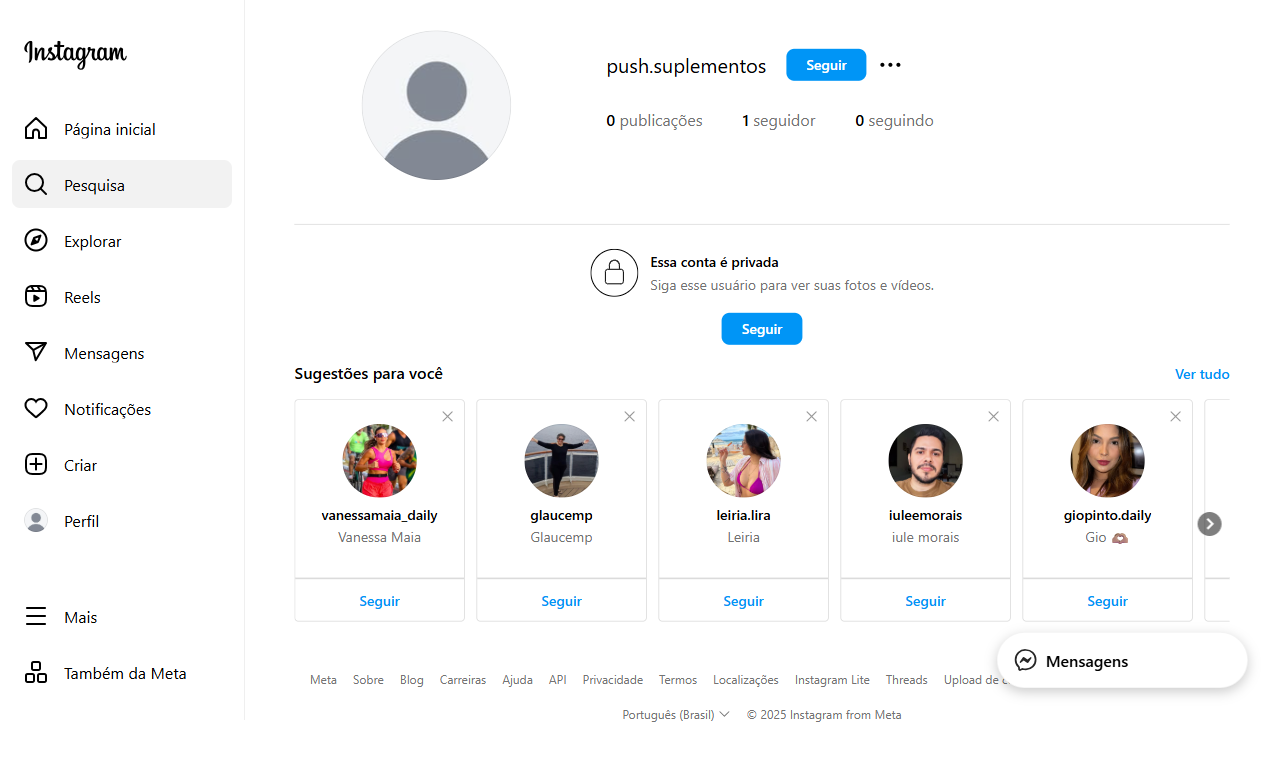 Instagram
Página inicial
Pesquisa
Explorar
Reels
Mensagens
Notificações
Criar
Perfil
Mais
Também da Meta
push.suplementos
Seguir
0 publicações 1 seguidor 0 seguindo
Essa conta é privada
Siga esse usuário para ver suas fotos e vídeos.
Seguir
Sugestões para você
Ver tudo
vanessamaia_daily
Vanessa Maia
Seguir
glaucemp
Glaucemp
Seguir
leiria.lira
Leiria
Seguir
iuleemorais
iule morais
Seguir
giopinto.daily
Gio 🫶🏽
Seguir
Mensagens
Meta Sobre Blog Carreiras Ajuda API Privacidade Termos Localizações Instagram Lite Threads Upload de
Português (Brasil) © 2025 Instagram from Meta